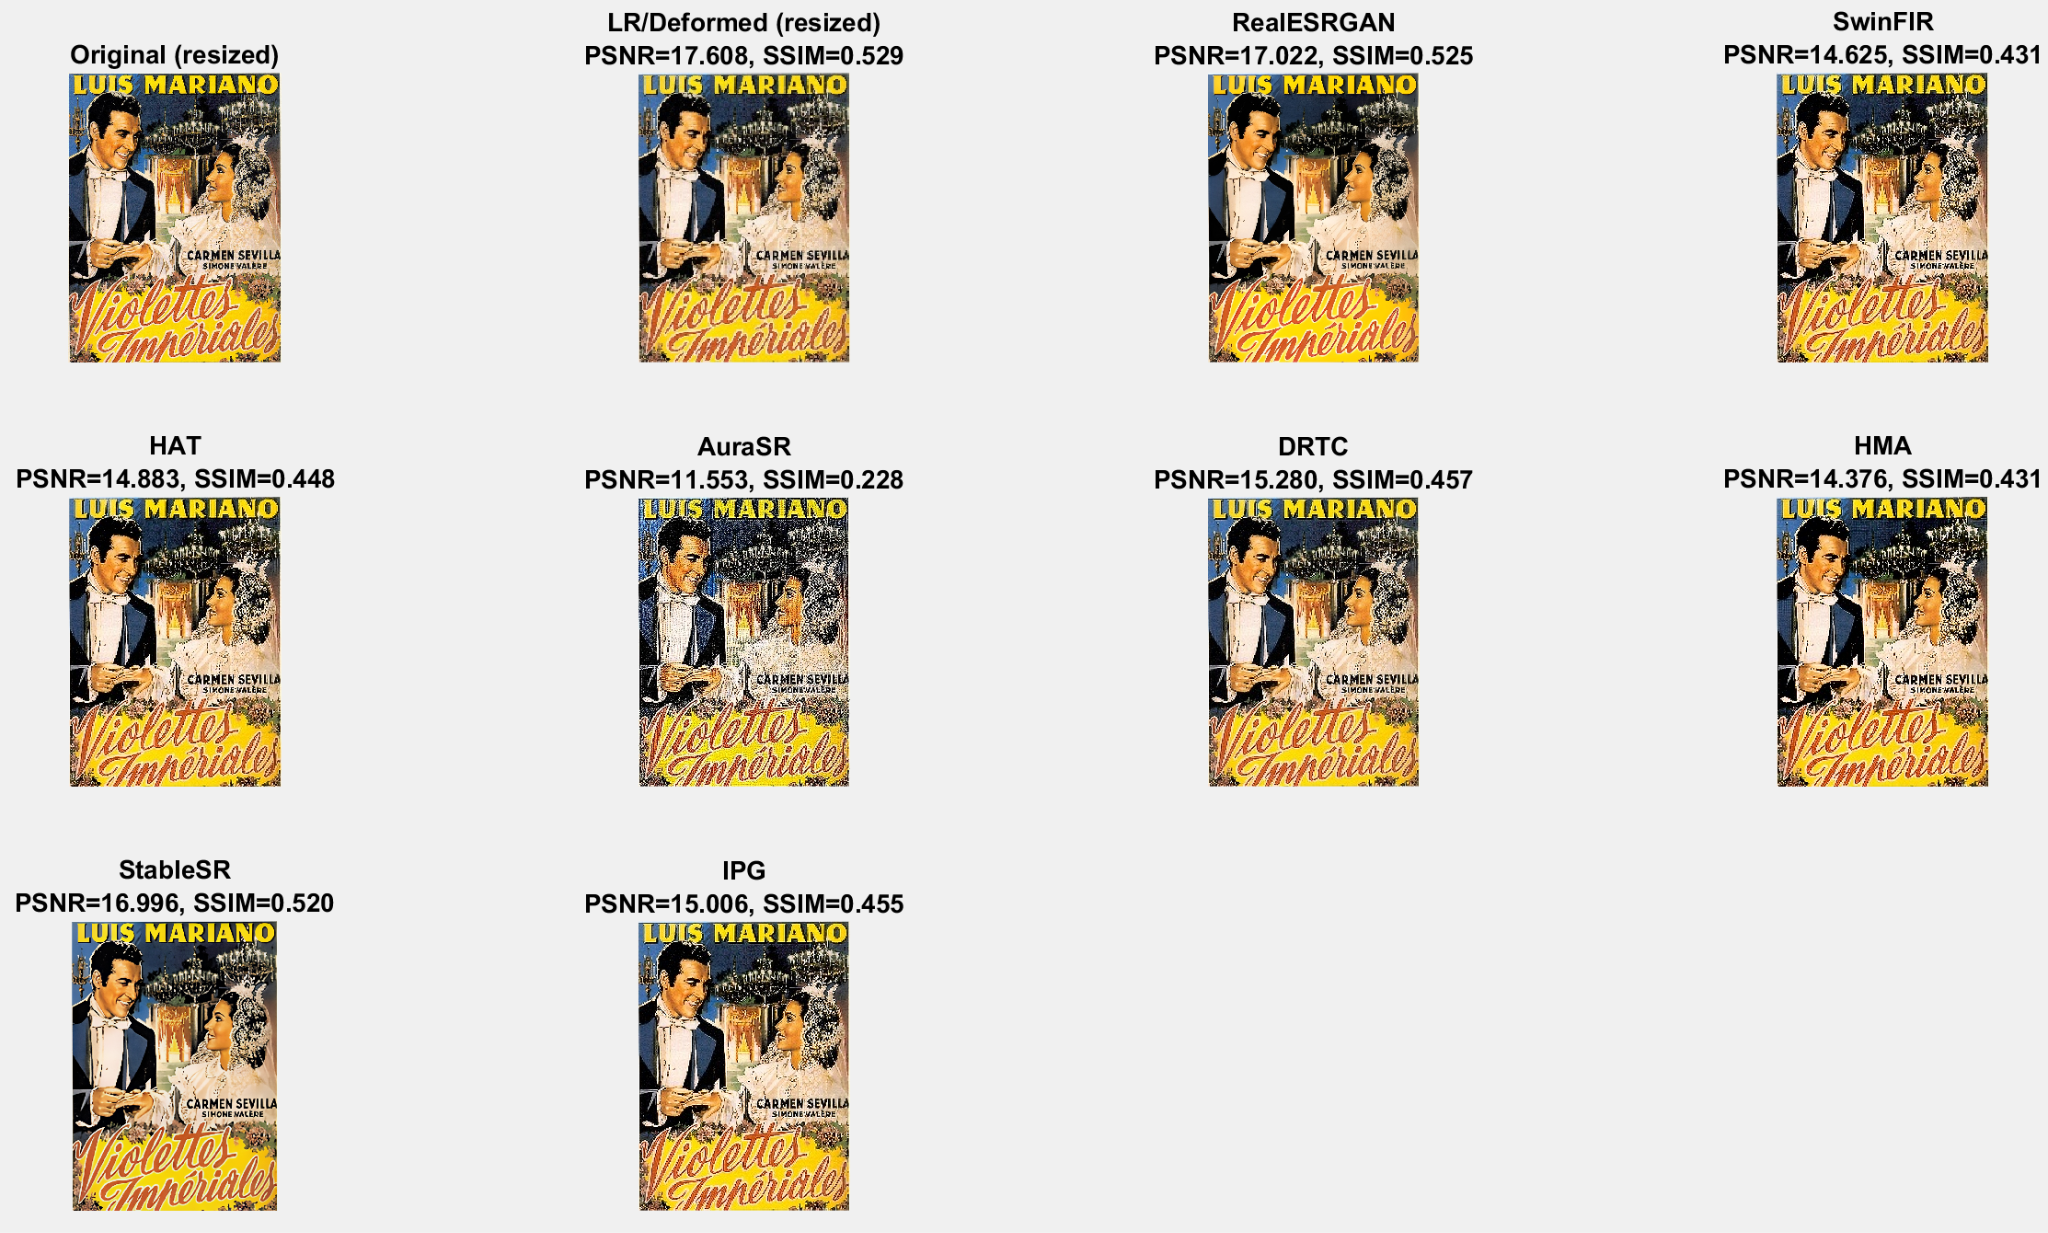 Original (resized)
LUIS MARIANO
CARMEN SEVILLA
SIMONE VALÈRE
Violettes
Impériales
LR/Deformed (resized)
PSNR=17.608, SSIM=0.529
LUIS MARIANO
CARMEN SEVILLA
SIMONE VALÈRE
Violettes
Impériales
RealESRGAN
PSNR=17.022, SSIM=0.525
LUIS MARIANO
CARMEN SEVILLA
SIMONE VALÈRE
Violettes
Impériales
SwinFIR
PSNR=14.625, SSIM=0.431
LUIS MARIANO
CARMEN SEVILLA
SIMONE VALÈRE
Violettes
Impériales
HAT
PSNR=14.883, SSIM=0.448
LUIS MARIANO
CARMEN SEVILLA
SIMONE VALÈRE
Violettes
Impériales
AuraSR
PSNR=11.553, SSIM=0.228
LUIS MARIANO
CARMEN SEVILLA
SIMONE VALÈRE
Violettes
Impériales
DRTC
PSNR=15.280, SSIM=0.457
LUIS MARIANO
CARMEN SEVILLA
SIMONE VALÈRE
Violettes
Impériales
HMA
PSNR=14.376, SSIM=0.431
LUIS MARIANO
CARMEN SEVILLA
SIMONE VALÈRE
Violettes
Impériales
StableSR
PSNR=16.996, SSIM=0.520
LUIS MARIANO
CARMEN SEVILLA
SIMONE VALÈRE
Violettes
Impériales
IPG
PSNR=15.006, SSIM=0.455
LUIS MARIANO
CARMEN SEVILLA
SIMONE VALÈRE
Violettes
Impériales